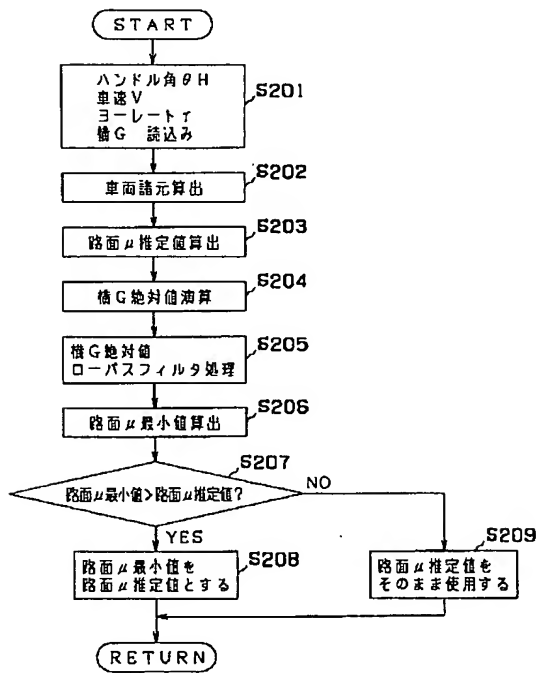 START
ハンドル角θH
車速V
ヨーレートγ
横G 読込み
S201
車両諸元算出
S202
路面μ推定値算出
S203
横G絶対値演算
S204
横G絶対値
ローパスフィルタ処理
S205
路面μ最小値算出
S206
路面μ最小値>路面μ推定値?
S207
NO
YES
路面μ最小値を
路面μ推定値とする
S208
路面μ推定値を
そのまま使用する
S209
RETURN